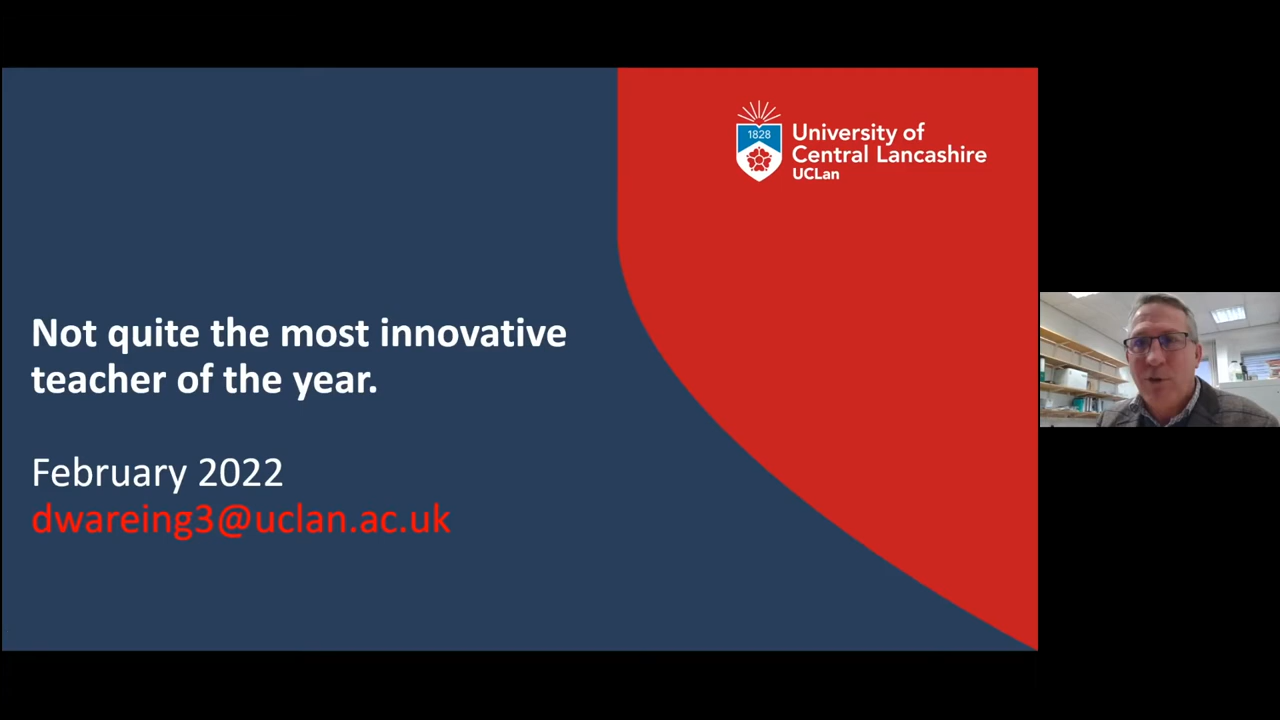 1828
University of
Central Lancashire
UCLan
Not quite the most innovative
teacher of the year.
February 2022
dwareing3@uclan.ac.uk